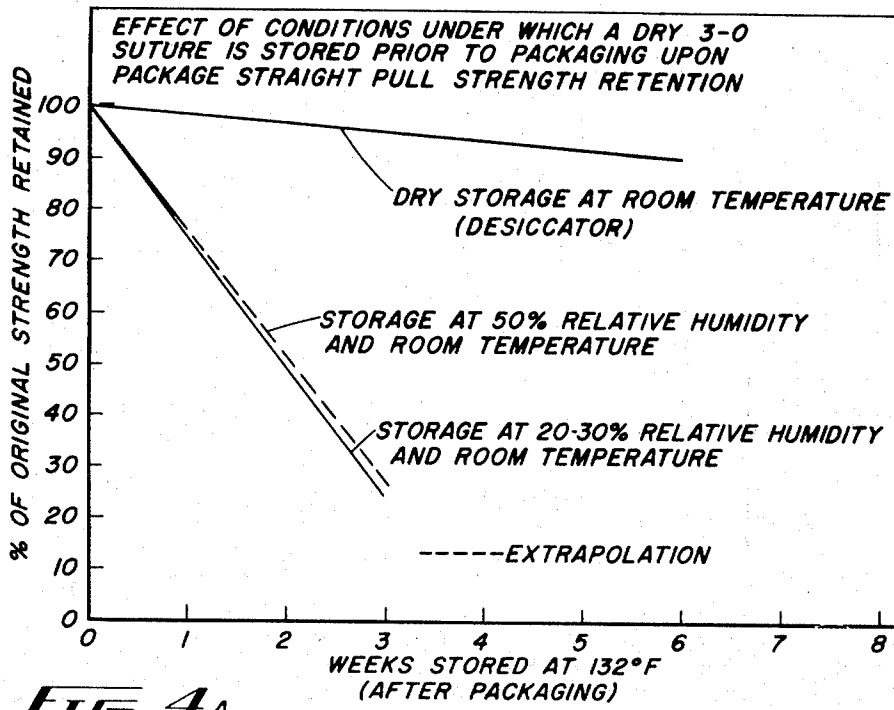 EFFECT OF CONDITIONS UNDER WHICH A DRY 3-0
SUTURE IS STORED PRIOR TO PACKAGING UPON
PACKAGE STRAIGHT PULL STRENGTH RETENTION
% OF ORIGINAL STRENGTH RETAINED
100
90
80
70
60
50
40
30
20
10
0
DRY STORAGE AT ROOM TEMPERATURE
(DESICCATOR)
STORAGE AT 50% RELATIVE HUMIDITY
AND ROOM TEMPERATURE
STORAGE AT 20-30% RELATIVE HUMIDITY
AND ROOM TEMPERATURE
EXTRAPOLATION
0 1 2 3 4 5 6 7 8
WEEKS STORED AT 132°F
(AFTER PACKAGING)
FIG 4A